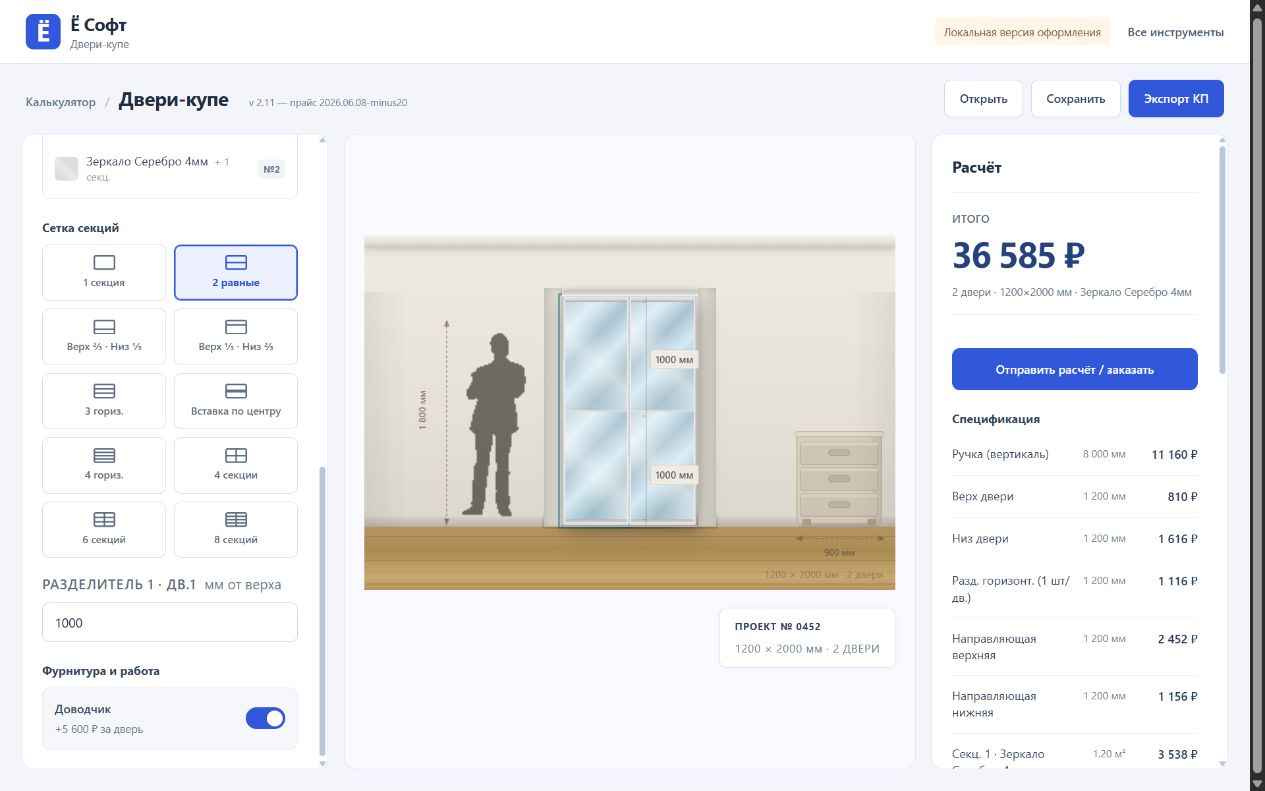 Ё
Ё Софт
Двери-купе
Локальная версия оформления
Все инструменты
Калькулятор / Двери-купе v 2.11 — прайс 2026.06.08-minus20
Открыть
Сохранить
Экспорт КП
Зеркало Серебро 4мм + 1
секц.
№2
Сетка секций
1 секция
2 равные
Верх ⅔ · Низ ⅓
Верх ⅓ · Низ ⅔
3 гориз.
Вставка по центру
4 гориз.
4 секции
6 секций
8 секций
РАЗДЕЛИТЕЛЬ 1 · ДВ.1 мм от верха
1000
Фурнитура и работа
Доводчик
+5 600 ₽ за дверь
1 800 мм
1000 мм
1000 мм
900 мм
1200 × 2000 мм · 2 двери
ПРОЕКТ № 0452
1200 × 2000 мм · 2 ДВЕРИ
Расчёт
ИТОГО
36 585 ₽
2 двери · 1200×2000 мм · Зеркало Серебро 4мм
Отправить расчёт / заказать
Спецификация
Ручка (вертикаль) 8 000 мм 11 160 ₽
Верх двери 1 200 мм 810 ₽
Низ двери 1 200 мм 1 616 ₽
Разд. горизонт. (1 шт/ 1 200 мм 1 116 ₽
дв.)
Направляющая 1 200 мм 2 452 ₽
верхняя
Направляющая 1 200 мм 1 156 ₽
нижняя
Секц. 1 · Зеркало 1.20 м² 3 538 ₽